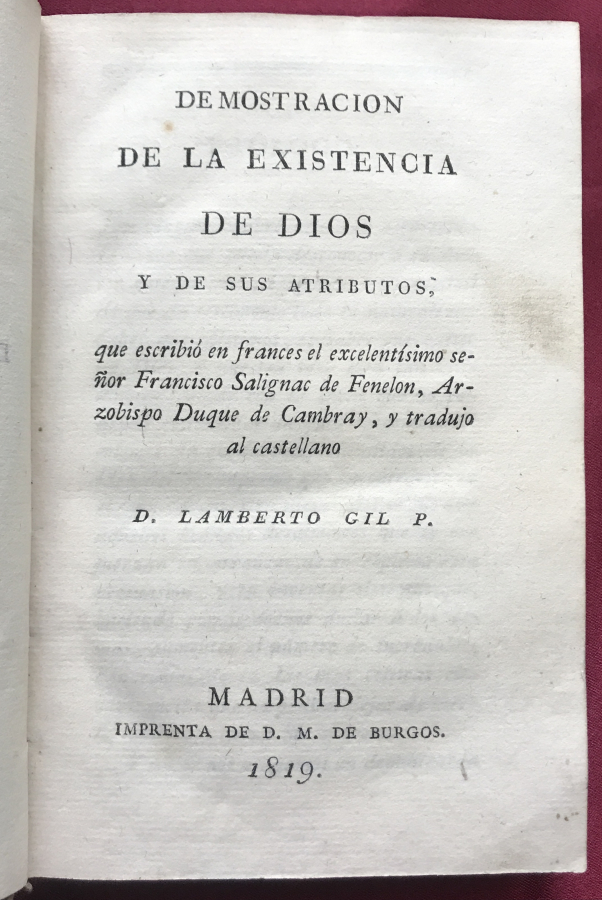 DEMOSTRACION
DE LA EXISTENCIA
DE DIOS
Y DE SUS ATRIBUTOS,
que escribió en frances el excelentísimo se-
ñor Francisco Salignac de Fenelon, Ar-
zobispo Duque de Cambray, y tradujo
al castellano
D. LAMBERTO GIL P.
MADRID
IMPRENTA DE D. M. DE BURGOS.
1819.